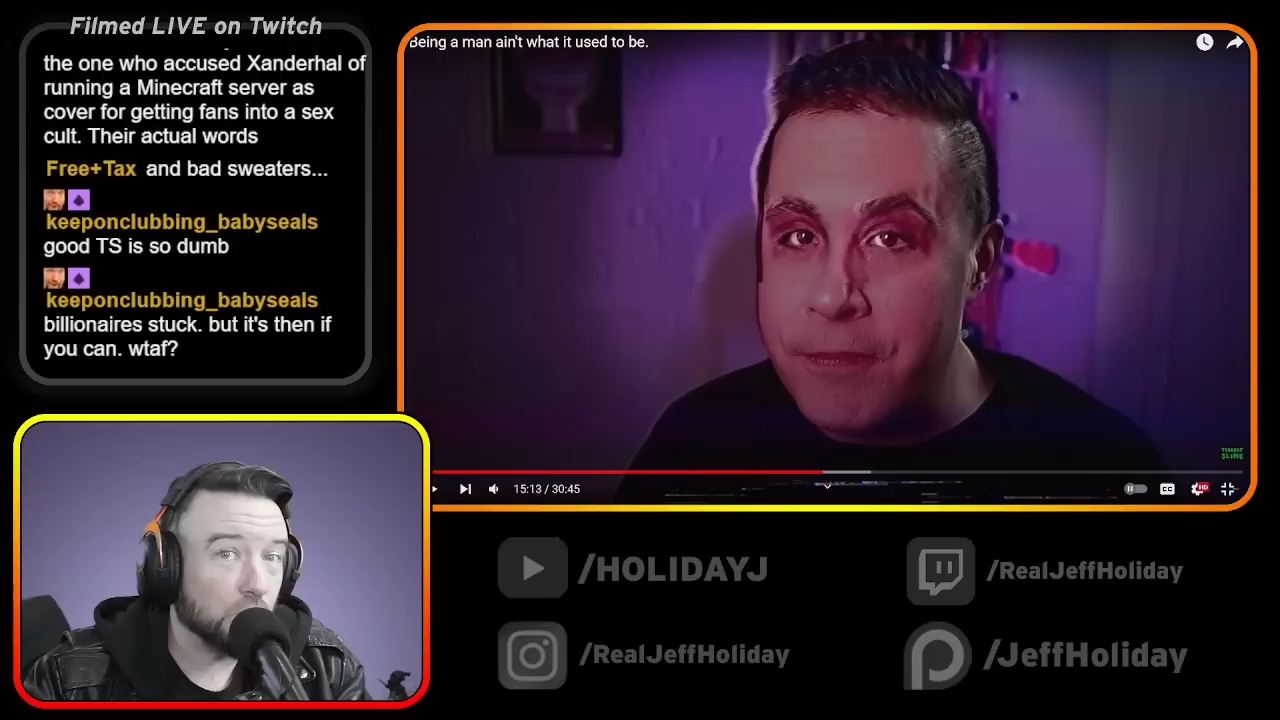 Filmed LIVE on Twitch
the one who accused Xanderhal of
running a Minecraft server as
cover for getting fans into a sex
cult. Their actual words
Free+Tax and bad sweaters...
keeponclubbing_babyseals
good TS is so dumb
keeponclubbing_babyseals
billionaires stuck. but it's then if
you can. wtaf?
Being a man ain't what it used to be.
15:13 / 30:45
CC
HD
/HOLIDAYJ
/RealJeffHoliday
/RealJeffHoliday
/JeffHoliday